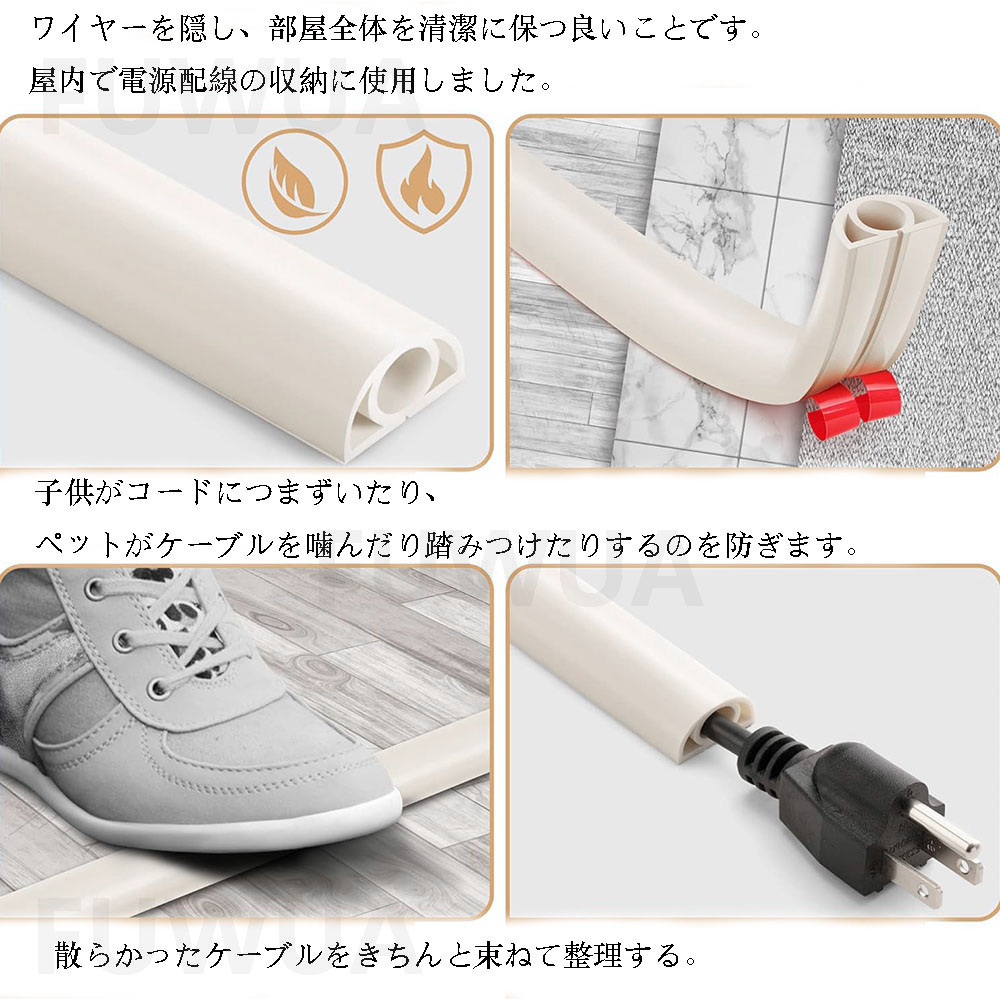 ワイヤーを隠し、部屋全体を清潔に保つ良いことです。
屋内で電源配線の収納に使用しました。
FUWUA
子供がコードにつまずいたり、
ペットがケーブルを噛んだり踏みつけたりするのを防ぎます。
FUWUA
FUWUA
散らかったケーブルをきちんと束ねて整理する。